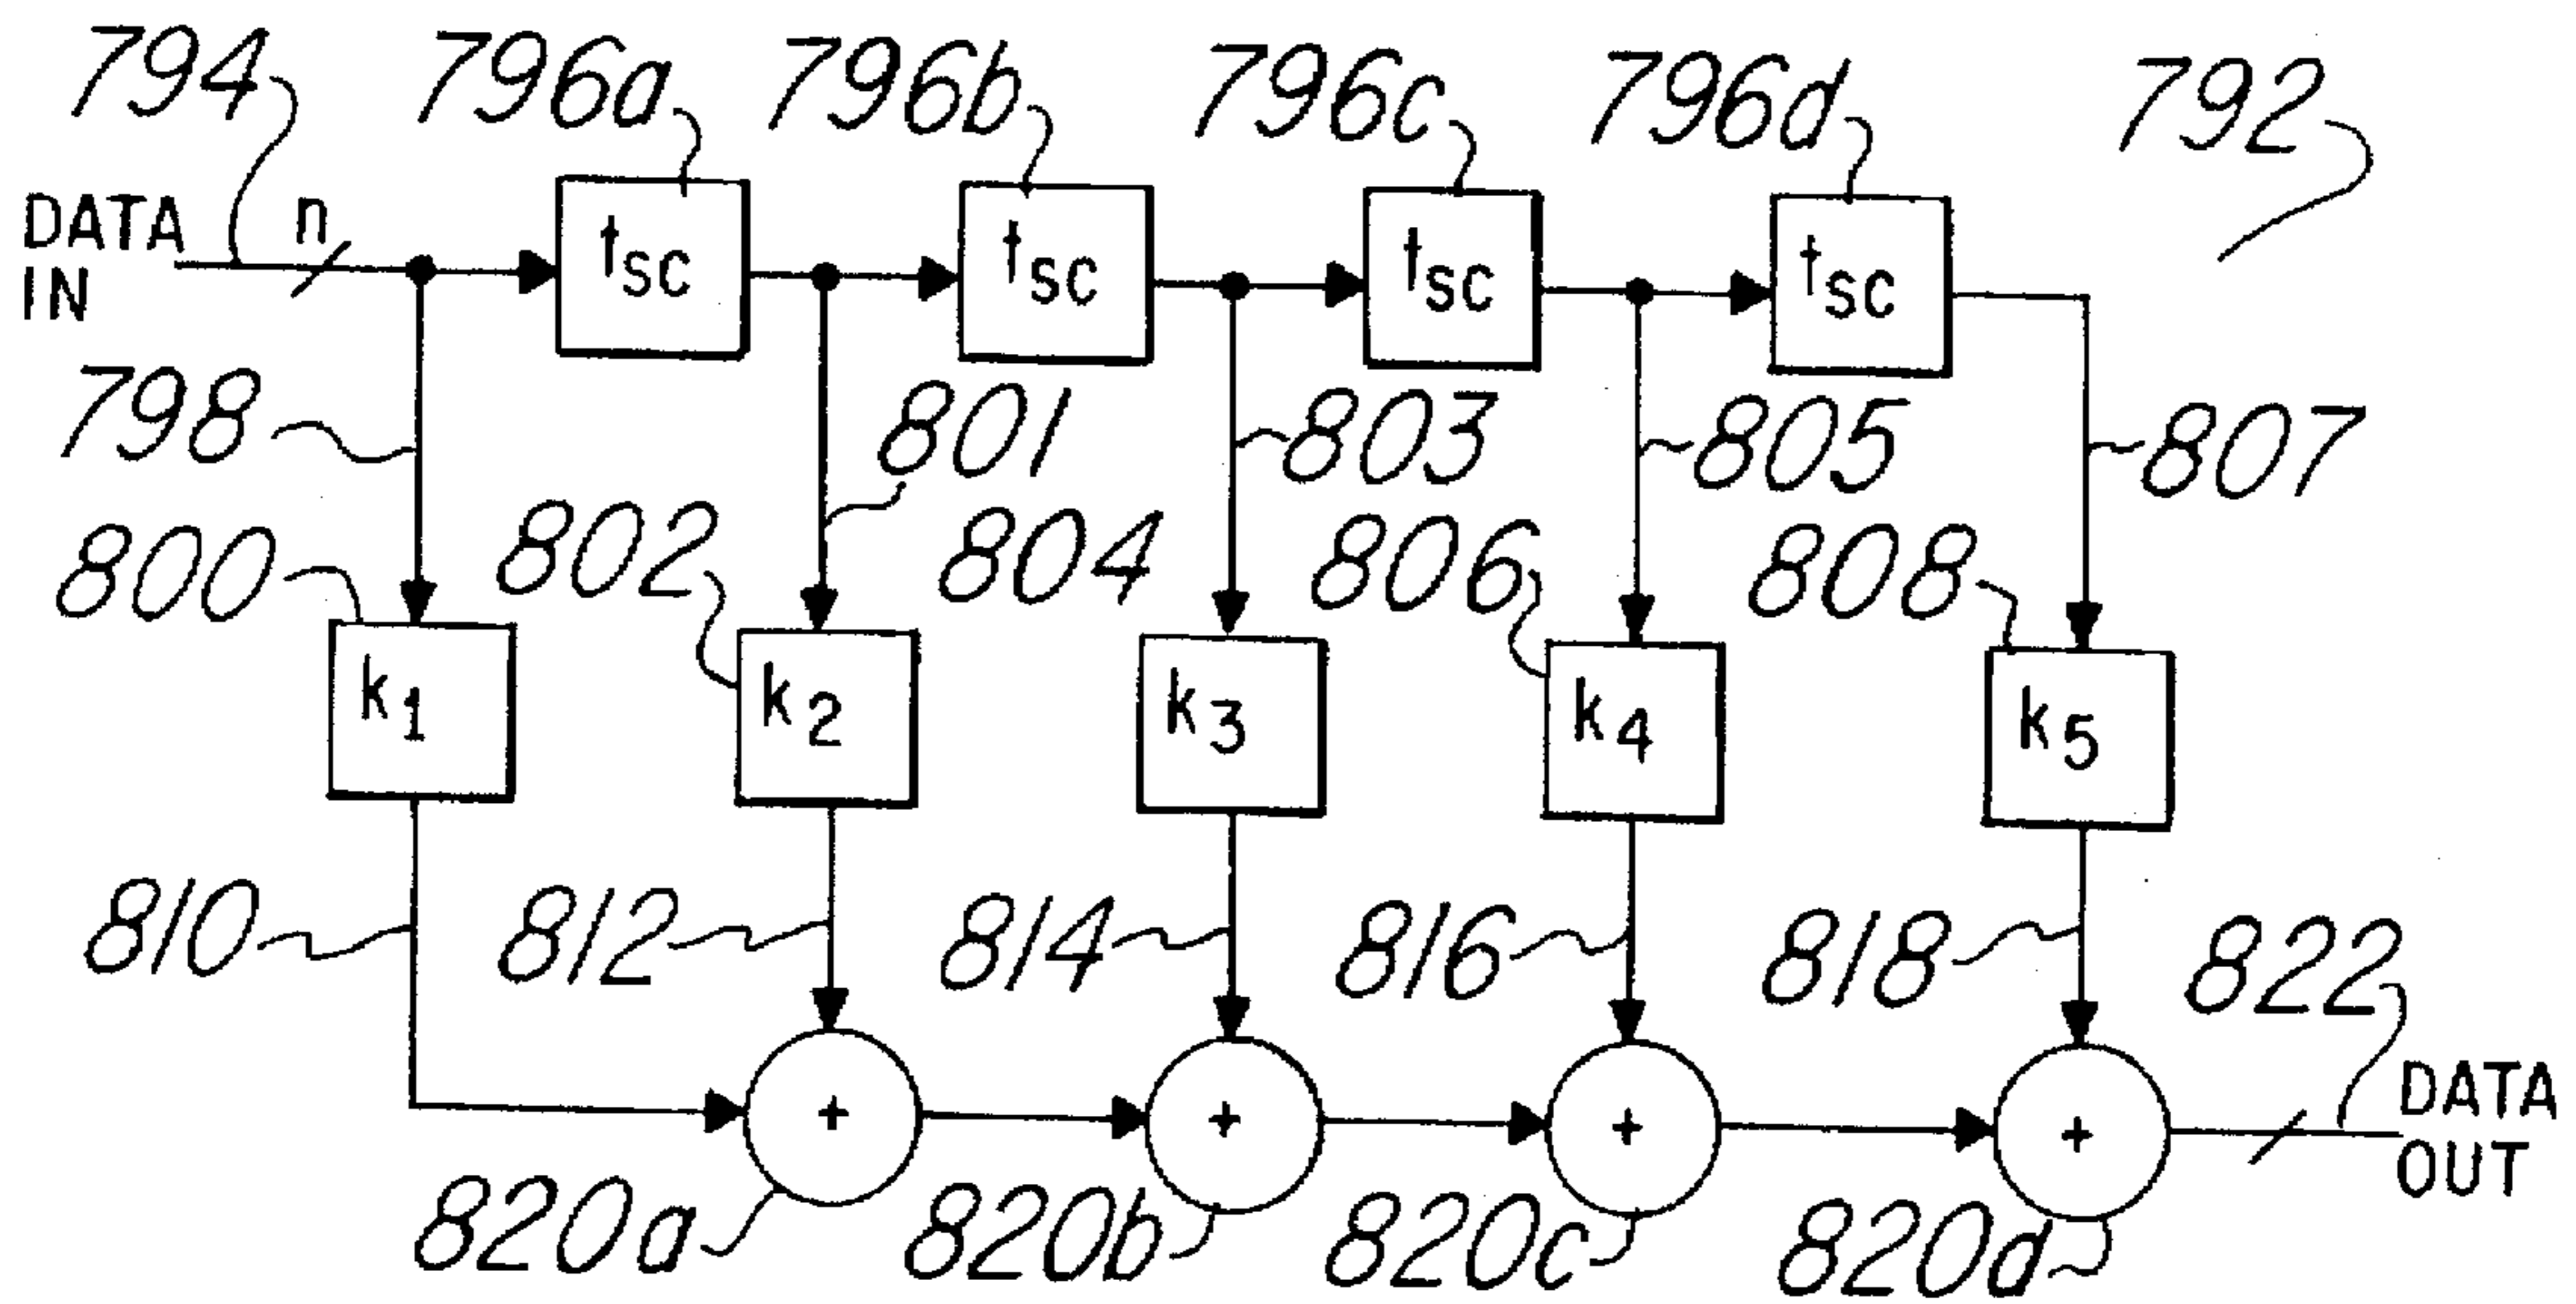 794 796a 796b 796c 796d 792
DATA IN
n
tSC tSC tSC tSC
798 801 803 805 807
800 802 804 806 808
k1 k2 k3 k4 k5
810 812 814 816 818 822
+ + + +
DATA OUT
820a 820b 820c 820d